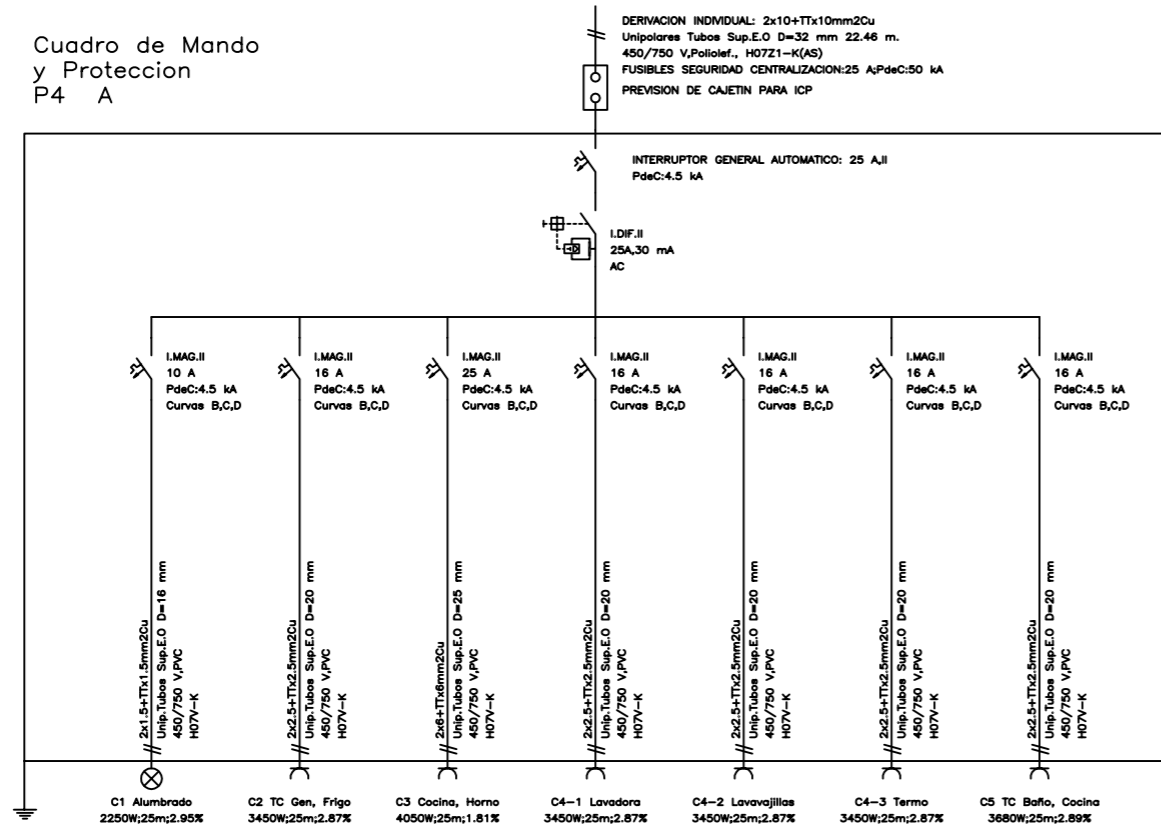 Cuadro de Mando
y Proteccion
P4 A
DERIVACION INDIVIDUAL: 2x10+TTx10mm2Cu
Unipolares Tubos Sup.E.O D=32 mm 22.46 m.
450/750 V,Poliolef., H07Z1-K(AS)
FUSIBLES SEGURIDAD CENTRALIZACION:25 A;PdeC:50 kA
PREVISION DE CAJETIN PARA ICP
INTERRUPTOR GENERAL AUTOMATICO: 25 A,II
PdeC:4.5 kA
I.DIF.II
25A,30 mA
AC
I.MAG.II
10 A
PdeC:4.5 kA
Curvas B,C,D
I.MAG.II
16 A
PdeC:4.5 kA
Curvas B,C,D
I.MAG.II
25 A
PdeC:4.5 kA
Curvas B,C,D
I.MAG.II
16 A
PdeC:4.5 kA
Curvas B,C,D
I.MAG.II
16 A
PdeC:4.5 kA
Curvas B,C,D
I.MAG.II
16 A
PdeC:4.5 kA
Curvas B,C,D
I.MAG.II
16 A
PdeC:4.5 kA
Curvas B,C,D
2x1.5+TTx1.5mm2Cu
Unip.Tubos Sup.E.O D=16 mm
450/750 V,PVC
H07V-K
2x2.5+TTx2.5mm2Cu
Unip.Tubos Sup.E.O D=20 mm
450/750 V,PVC
H07V-K
2x6+TTx6mm2Cu
Unip.Tubos Sup.E.O D=25 mm
450/750 V,PVC
H07V-K
2x2.5+TTx2.5mm2Cu
Unip.Tubos Sup.E.O D=20 mm
450/750 V,PVC
H07V-K
2x2.5+TTx2.5mm2Cu
Unip.Tubos Sup.E.O D=20 mm
450/750 V,PVC
H07V-K
2x2.5+TTx2.5mm2Cu
Unip.Tubos Sup.E.O D=20 mm
450/750 V,PVC
H07V-K
2x2.5+TTx2.5mm2Cu
Unip.Tubos Sup.E.O D=20 mm
450/750 V,PVC
H07V-K
C1 Alumbrado
2250W;25m;2.95%
C2 TC Gen, Frigo
3450W;25m;2.87%
C3 Cocina, Horno
4050W;25m;1.81%
C4-1 Lavadora
3450W;25m;2.87%
C4-2 Lavavajillas
3450W;25m;2.87%
C4-3 Termo
3450W;25m;2.87%
C5 TC Baño, Cocina
3680W;25m;2.89%